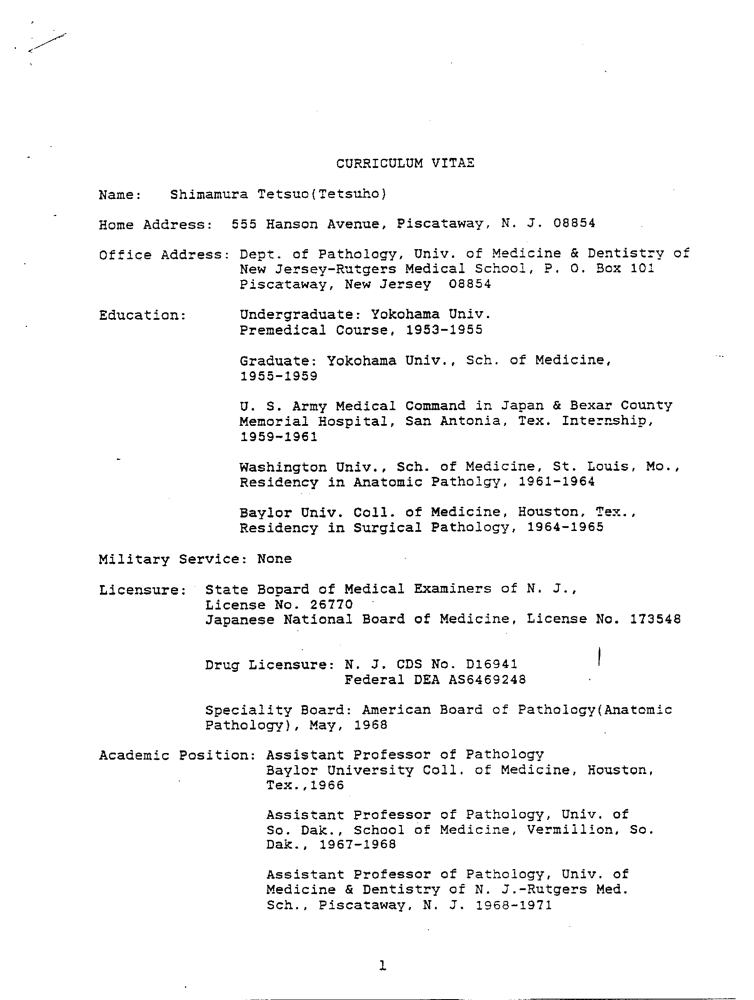 CURRICULUM VITAE
Name: Shimamura Tetsuo(Tetsuho)
Home Address: 555 Hanson Avenue, Piscataway, N. J. 08854
Office Address: Dept. of Pathology, Univ. of Medicine & Dentistry of
New Jersey-Rutgers Medical School, P. O. Box 101
Piscataway, New Jersey 08854
Education: Undergraduate: Yokohama Univ.
Premedical Course, 1953-1955
Graduate: Yokohama Univ., Sch. of Medicine,
1955-1959
U. S. Army Medical Command in Japan & Bexar County
Memorial Hospital, San Antonia, Tex. Internship,
1959-1961
Washington Univ., Sch. of Medicine, St. Louis, Mo.,
Residency in Anatomic Patholgy, 1961-1964
Baylor Univ. Coll. of Medicine, Houston, Tex.,
Residency in Surgical Pathology, 1964-1965
Military Service: None
Licensure: State Bopard of Medical Examiners of N. J.,
License No. 26770
Japanese National Board of Medicine, License No. 173548
Drug Licensure: N. J. CDS No. D16941
Federal DEA AS6469248
Speciality Board: American Board of Pathology(Anatomic
Pathology), May, 1968
Academic Position: Assistant Professor of Pathology
Baylor University Coll. of Medicine, Houston,
Tex.,1966
Assistant Professor of Pathology, Univ. of
So. Dak., School of Medicine, Vermillion, So.
Dak., 1967-1968
Assistant Professor of Pathology, Univ. of
Medicine & Dentistry of N. J.-Rutgers Med.
Sch., Piscataway, N. J. 1968-1971
1